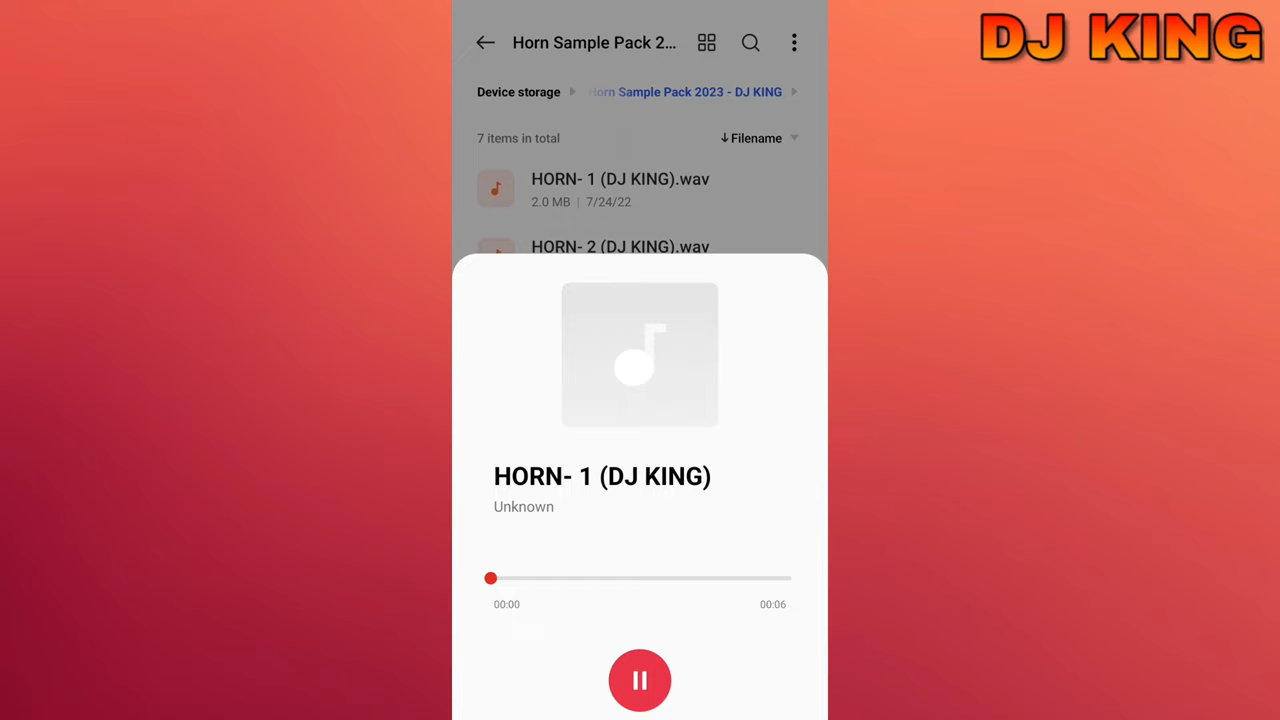 DJ KING
Horn Sample Pack 2...
Device storage Horn Sample Pack 2023 - DJ KING
7 items in total Filename
HORN- 1 (DJ KING).wav
2.0 MB | 7/24/22
HORN- 2 (DJ KING).wav
HORN- 1 (DJ KING)
Unknown
00:00 00:06